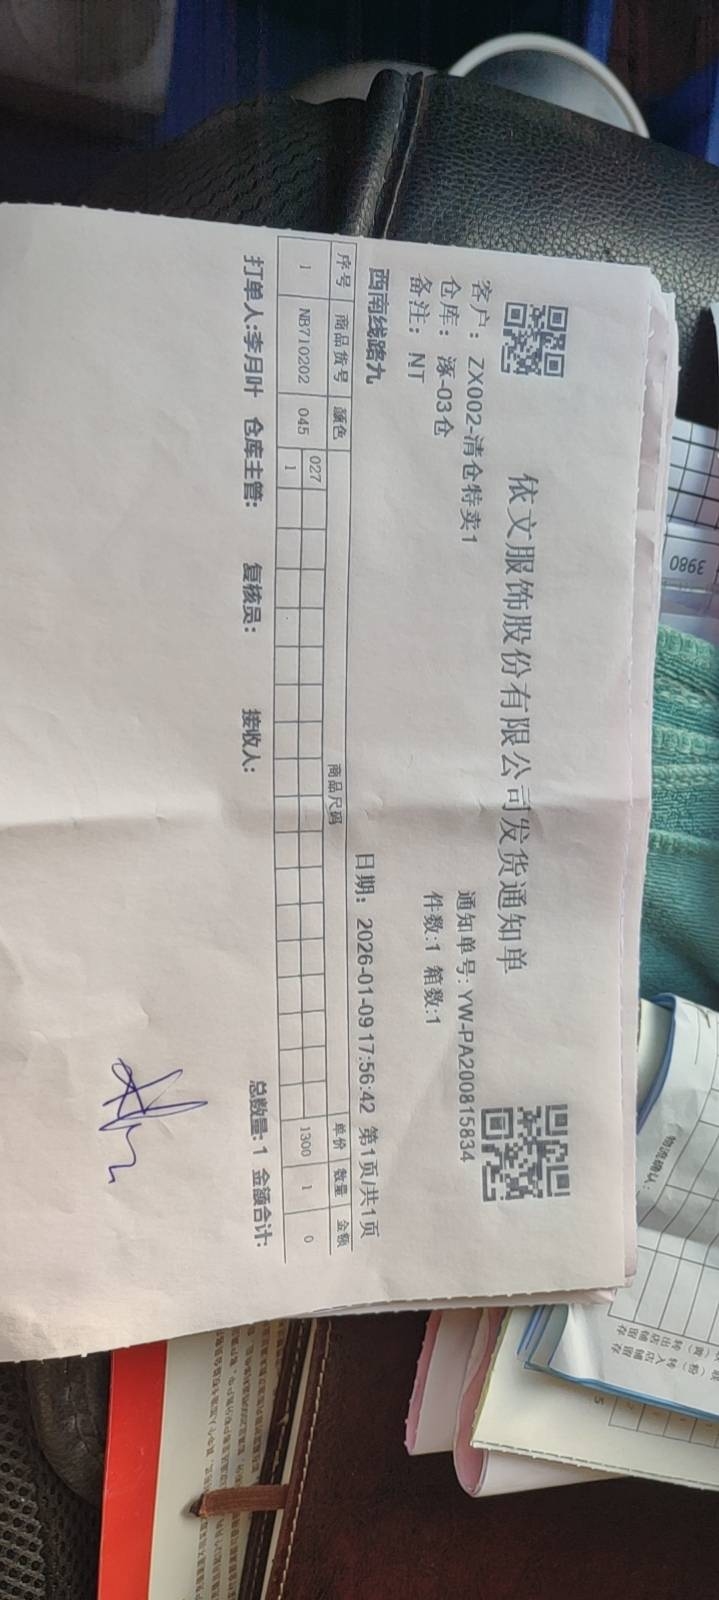 依文服饰股份有限公司发货通知单
客户：ZX002-清仓特卖1
通知单号:YW-PA200815834
仓库：涿-03仓
件数:1 箱数:1
备注：NT
西南线路九
日期：2026-01-09 17:56:42 第1页/共1页
序号 商品货号 颜色 商品尺码 单价 数量 金额
027
1 NB710202 045 1300 1 0
1
打单人:李月叶 仓库主管: 复核员: 接收人: 总数量: 1 金额合计:
3980
物流确认: